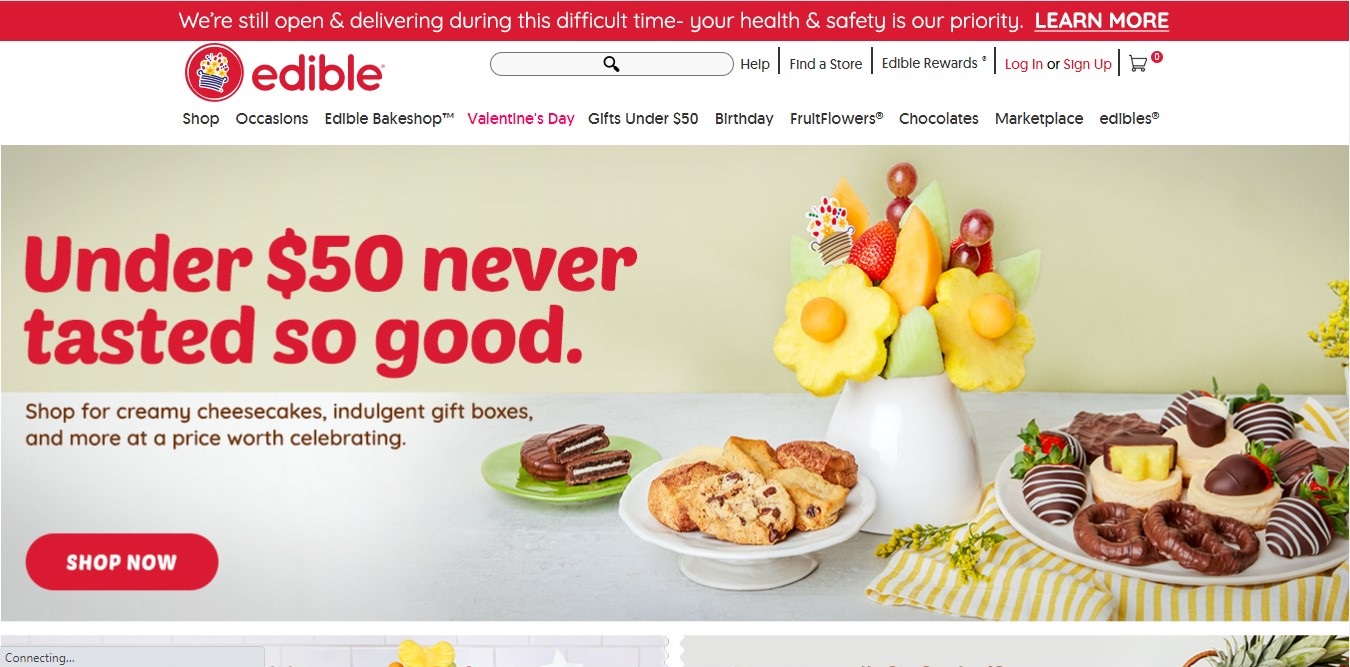 We're still open & delivering during this difficult time- your health & safety is our priority. LEARN MORE
edible®
Help
Find a Store
Edible Rewards ®
Log In or Sign Up
0
Shop
Occasions
Edible Bakeshop™
Valentine's Day
Gifts Under $50
Birthday
FruitFlowers®
Chocolates
Marketplace
edibles®
Under $50 never
tasted so good.
Shop for creamy cheesecakes, indulgent gift boxes,
and more at a price worth celebrating.
SHOP NOW
Connecting...